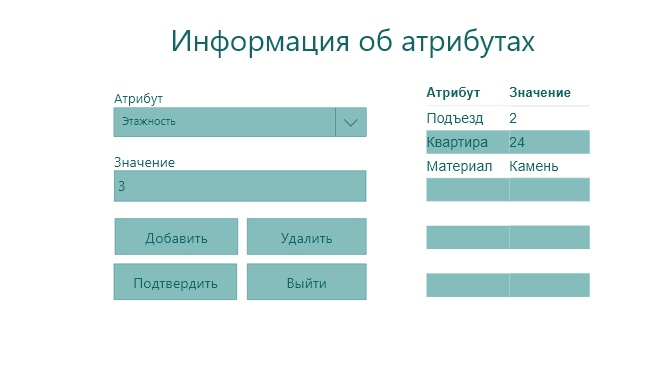 Информация об атрибутах
Атрибут
Этажность
Значение
3
Добавить Удалить
Подтвердить Выйти
Атрибут Значение
Подъезд 2
Квартира 24
Материал Камень